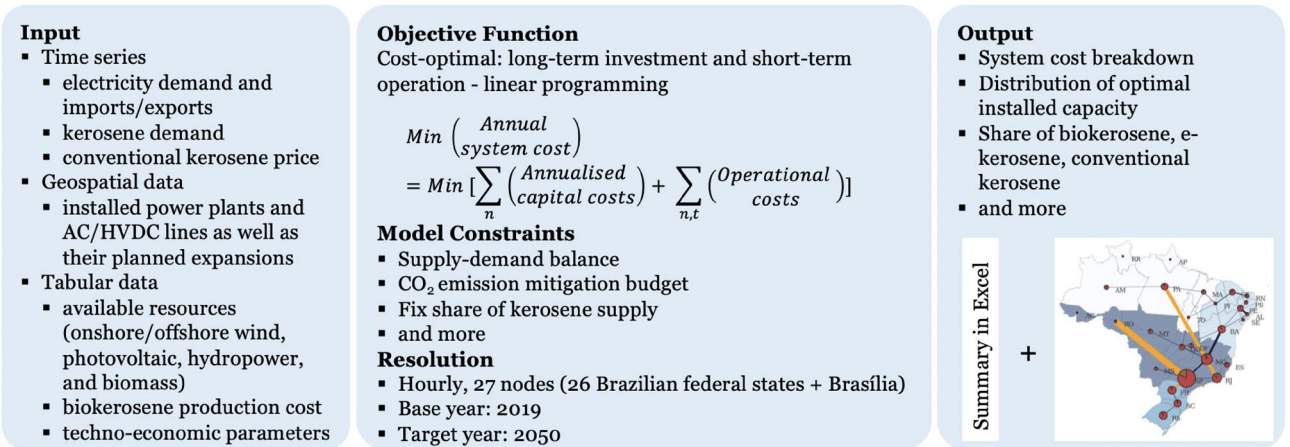 Input
▪ Time series
▪ electricity demand and
imports/exports
▪ kerosene demand
▪ conventional kerosene price
▪ Geospatial data
▪ installed power plants and
AC/HVDC lines as well as
their planned expansions
▪ Tabular data
▪ available resources
(onshore/offshore wind,
photovoltaic, hydropower,
and biomass)
▪ biokerosene production cost
▪ techno-economic parameters
Objective Function
Cost-optimal: long-term investment and short-term
operation - linear programming
Min (Annual
system cost)
= Min [∑ (Annualised
capital costs) + ∑ (Operational
costs)]
n n,t
Model Constraints
▪ Supply-demand balance
▪ CO₂ emission mitigation budget
▪ Fix share of kerosene supply
▪ and more
Resolution
▪ Hourly, 27 nodes (26 Brazilian federal states + Brasília)
▪ Base year: 2019
▪ Target year: 2050
Output
▪ System cost breakdown
▪ Distribution of optimal
installed capacity
▪ Share of biokerosene, e-
kerosene, conventional
kerosene
▪ and more
Summary in Excel
+
RR
AP
AM
PA
MA
RN
PB
PE
AL
SE
PI
TO
BA
RO
MT
MG
ES
RJ
PR
SC
RS